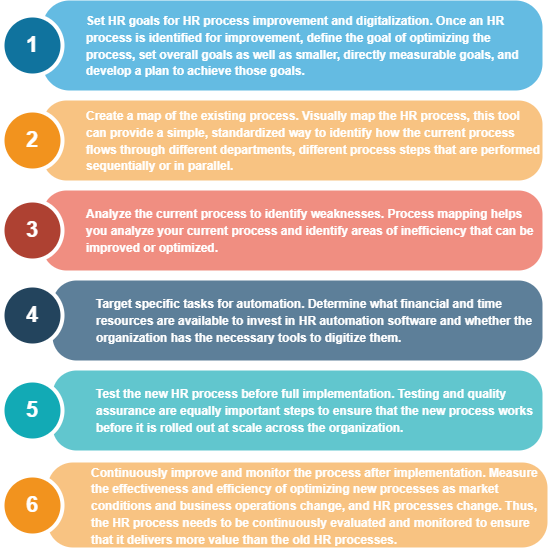 1
Set HR goals for HR process improvement and digitalization. Once an HR
process is identified for improvement, define the goal of optimizing the
process, set overall goals as well as smaller, directly measurable goals, and
develop a plan to achieve those goals.
2
Create a map of the existing process. Visually map the HR process, this tool
can provide a simple, standardized way to identify how the current process
flows through different departments, different process steps that are performed
sequentially or in parallel.
3
Analyze the current process to identify weaknesses. Process mapping helps
you analyze your current process and identify areas of inefficiency that can be
improved or optimized.
4
Target specific tasks for automation. Determine what financial and time
resources are available to invest in HR automation software and whether the
organization has the necessary tools to digitize them.
5
Test the new HR process before full implementation. Testing and quality
assurance are equally important steps to ensure that the new process works
before it is rolled out at scale across the organization.
6
Continuously improve and monitor the process after implementation. Measure
the effectiveness and efficiency of optimizing new processes as market
conditions and business operations change, and HR processes change. Thus,
the HR process needs to be continuously evaluated and monitored to ensure
that it delivers more value than the old HR processes.